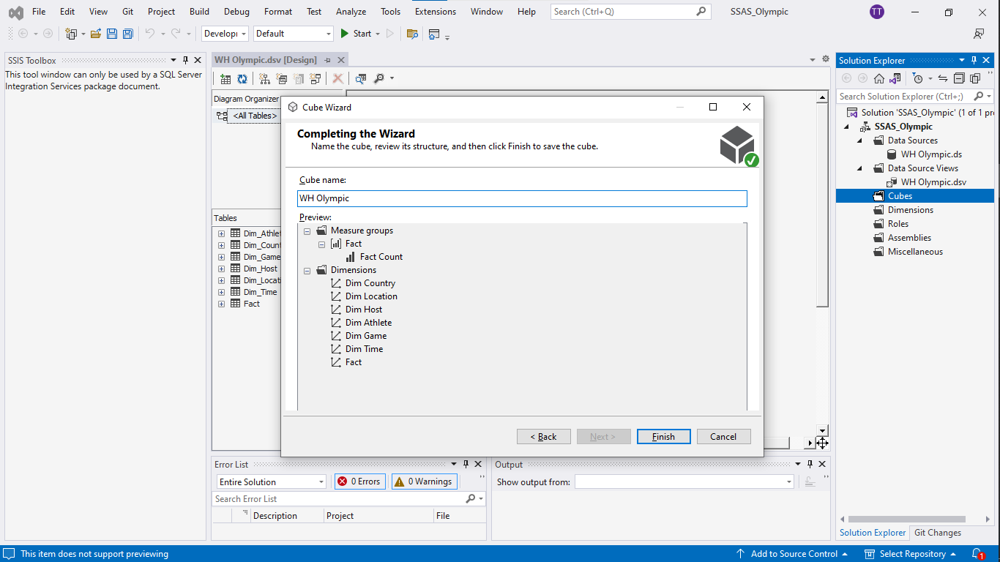 File Edit View Git Project Build Debug Format Test Analyze Tools Extensions Window Help Search (Ctrl+Q) SSAS_Olympic TT
Developi Default Start
SSIS Toolbox
This tool window can only be used by a SQL Server
Integration Services package document.
WH Olympic.dsv [Design]
Diagram Organizer
<All Tables>
Tables
Dim_Athlet
Dim_Coun
Dim_Game
Dim_Host
Dim_Locati
Dim_Time
Fact
Cube Wizard
Completing the Wizard
Name the cube, review its structure, and then click Finish to save the cube.
Cube name:
WH Olympic
Preview:
Measure groups
Fact
Fact Count
Dimensions
Dim Country
Dim Location
Dim Host
Dim Athlete
Dim Game
Dim Time
Fact
< Back Next > Finish Cancel
Error List
Entire Solution 0 Errors 0 Warnings
Search Error List
Description Project File
Output
Show output from:
Solution Explorer
Search Solution Explorer (Ctrl+;)
Solution 'SSAS_Olympic' (1 of 1 pr
SSAS_Olympic
Data Sources
WH Olympic.ds
Data Source Views
WH Olympic.dsv
Cubes
Dimensions
Roles
Assemblies
Miscellaneous
Solution Explorer Git Changes
This item does not support previewing Add to Source Control Select Repository 1